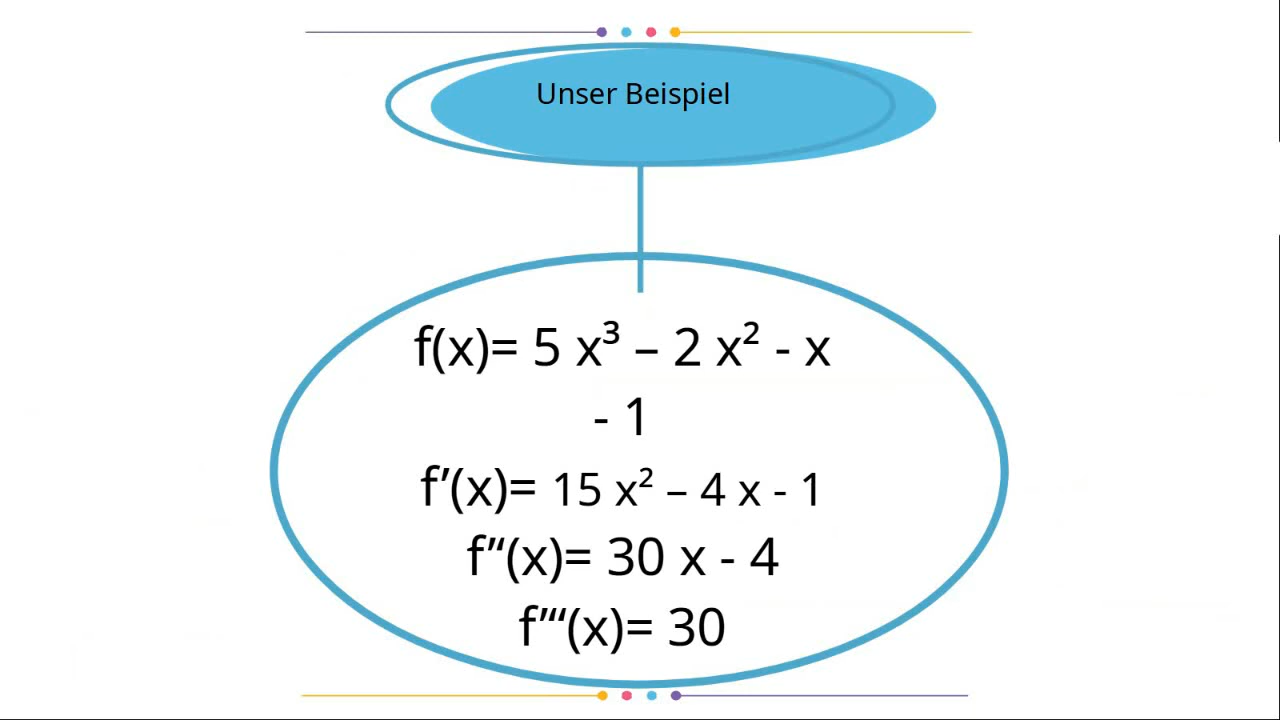 Unser Beispiel
f(x)= 5 x³ – 2 x² - x
- 1
f’(x)= 15 x² – 4 x - 1
f’’(x)= 30 x - 4
f’’‘(x)= 30